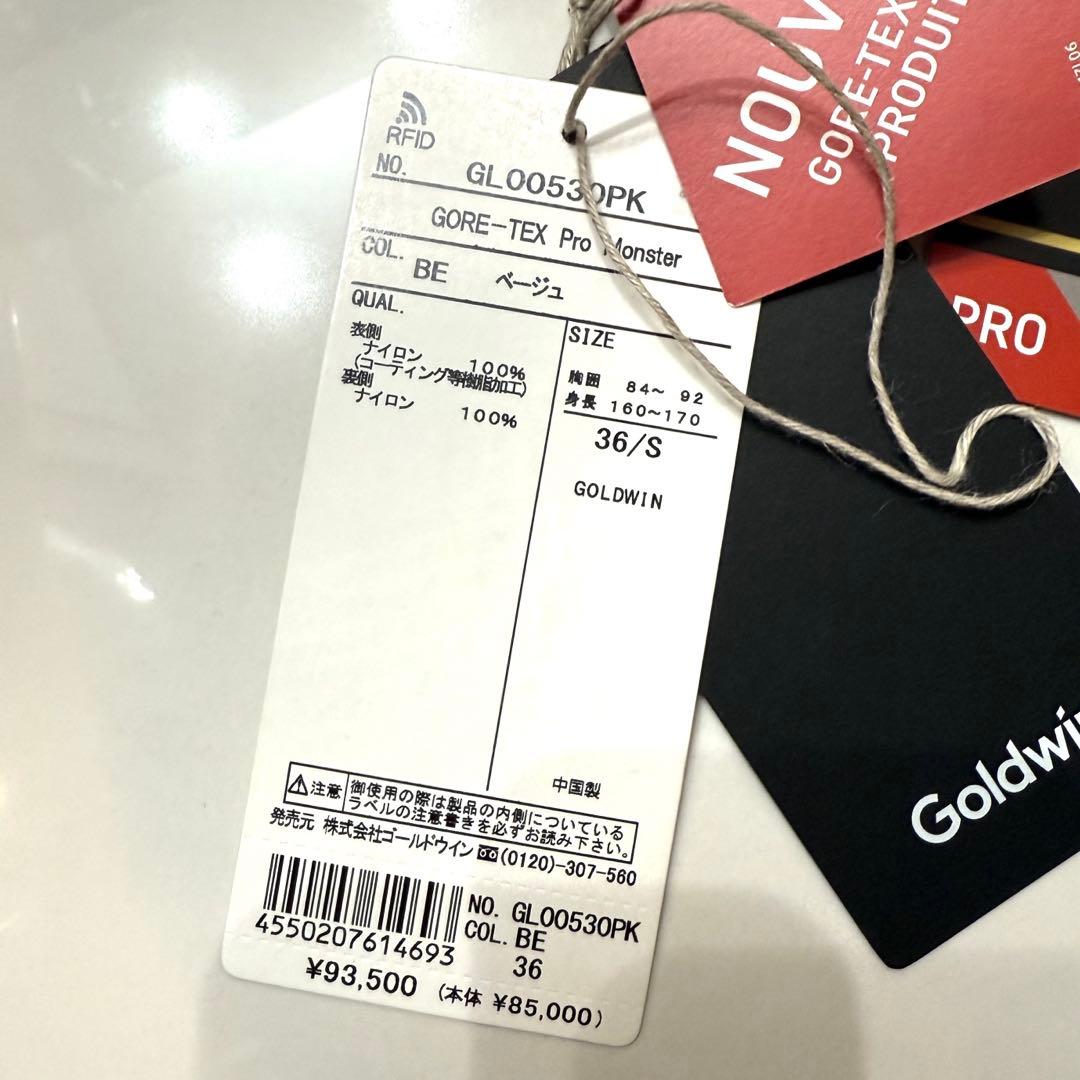 RFID
NO. GL00530PK
GORE-TEX Pro Monster
COL. BE ベージュ
QUAL.
表側
ナイロン 100%
(コーティング等樹脂加工)
裏側
ナイロン 100%
SIZE
胸囲 84~ 92
身長 160~170
36/S
GOLDWIN
中国製
注意 御使用の際は製品の内側についている
ラベルの注意書きを必ずお読み下さい。
発売元 株式会社ゴールドウイン (0120)-307-560
4550207614693
NO. GL00530PK
COL. BE
36
¥93,500 (本体 ¥85,000)
NOUV
GORE-TEX
PRODUIT
PRO
Goldwin